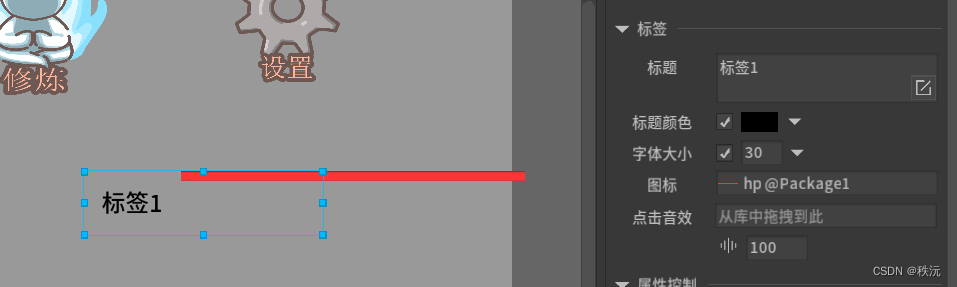 修炼
设置
标签1
标签
标题
标签1
标题颜色
字体大小 30
图标 hp@Package1
点击音效 从库中拖拽到此
100
属性控制
CSDN @秩沅